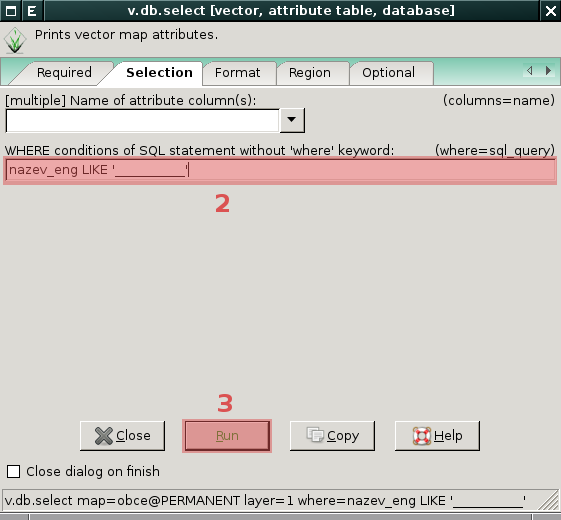 v.db.select [vector, attribute table, database]
Prints vector map attributes.
Required Selection Format Region Optional
[multiple] Name of attribute column(s): (columns=name)
WHERE conditions of SQL statement without 'where' keyword: (where=sql_query)
nazev_eng LIKE '__________'
2
3
Close Run Copy Help
Close dialog on finish
v.db.select map=obce@PERMANENT layer=1 where=nazev_eng LIKE '__________'